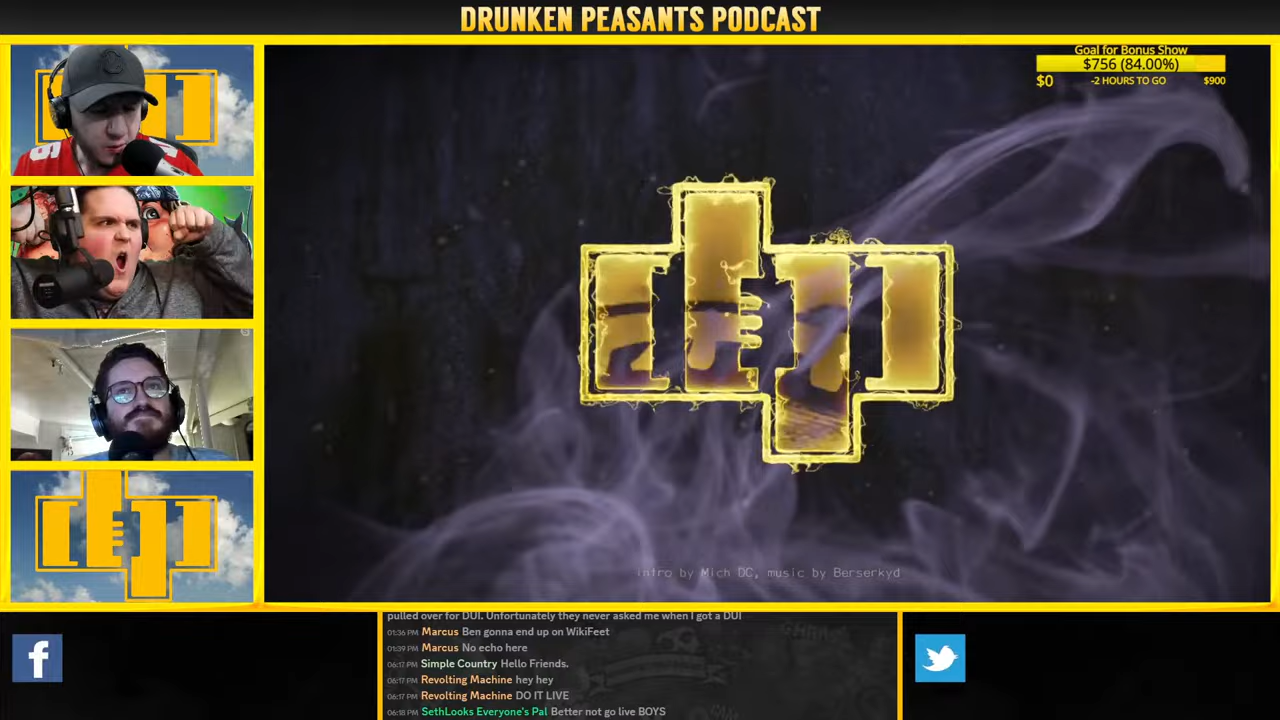 DRUNKEN PEASANTS PODCAST
Goal for Bonus Show
$756 (84.00%)
$0 -2 HOURS TO GO $900
intro by Mich DC, music by Berserkyd
pulled over for DUI. Unfortunately they never asked me when I got a DUI
01:36 PM Marcus Ben gonna end up on WikiFeet
01:39 PM Marcus No echo here
06:17 PM Simple Country Hello Friends.
06:17 PM Revolting Machine hey hey
06:17 PM Revolting Machine DO IT LIVE
06:18 PM SethLooks Everyone's Pal Better not go live BOYS